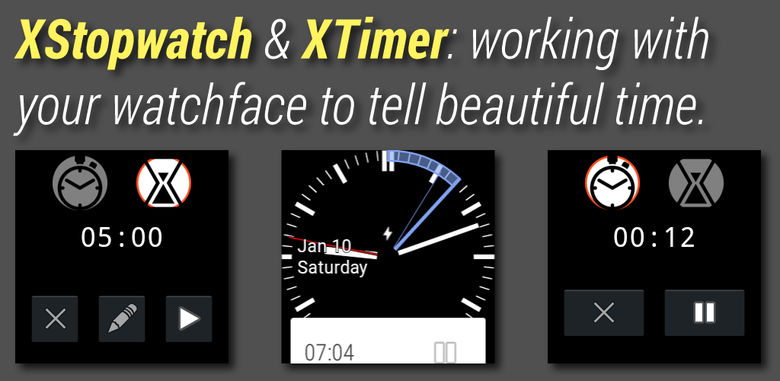 XStopwatch & XTimer: working with
your watchface to tell beautiful time.
05:00
Jan 10
Saturday
07:04
00:12